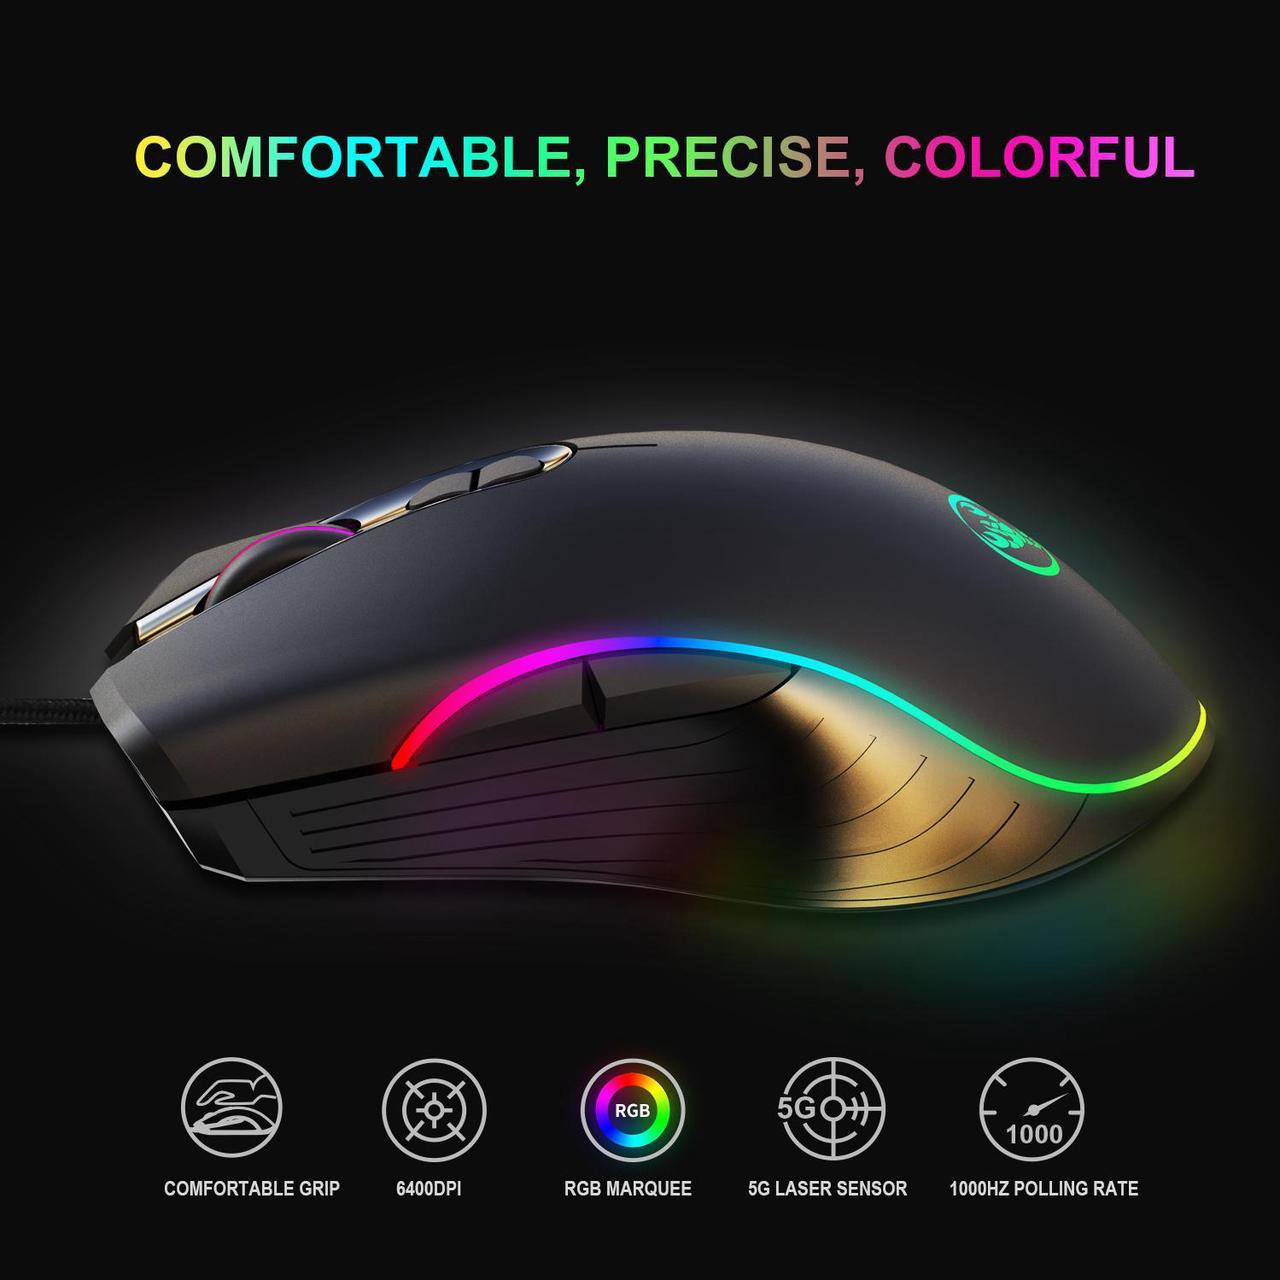 COMFORTABLE, PRECISE, COLORFUL
RGB
5G
1000
COMFORTABLE GRIP
6400DPI
RGB MARQUEE
5G LASER SENSOR
1000HZ POLLING RATE